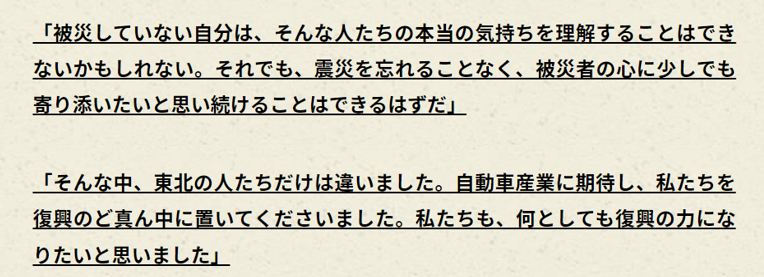 「被災していない自分は、そんな人たちの本当の気持ちを理解することはでき
ないかもしれない。それでも、震災を忘れることなく、被災者の心に少しでも
寄り添いたいと思い続けることはできるはずだ」
「そんな中、東北の人たちだけは違いました。自動車産業に期待し、私たちを
復興のど真ん中に置いてくださいました。私たちも、何としても復興の力にな
りたいと思いました」